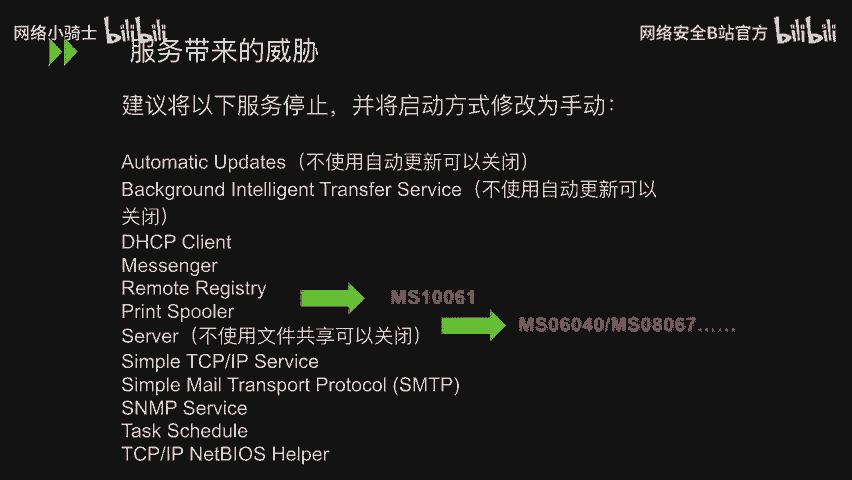 网络小骑士 bilibili
网络安全B站官方 bilibili
服务带来的威胁
建议将以下服务停止，并将启动方式修改为手动：
Automatic Updates（不使用自动更新可以关闭）
Background Intelligent Transfer Service（不使用自动更新可以
关闭）
DHCP Client
Messenger
Remote Registry
MS10061
Print Spooler
MS06040/MS08067……
Server（不使用文件共享可以关闭）
Simple TCP/IP Service
Simple Mail Transport Protocol (SMTP)
SNMP Service
Task Schedule
TCP/IP NetBIOS Helper